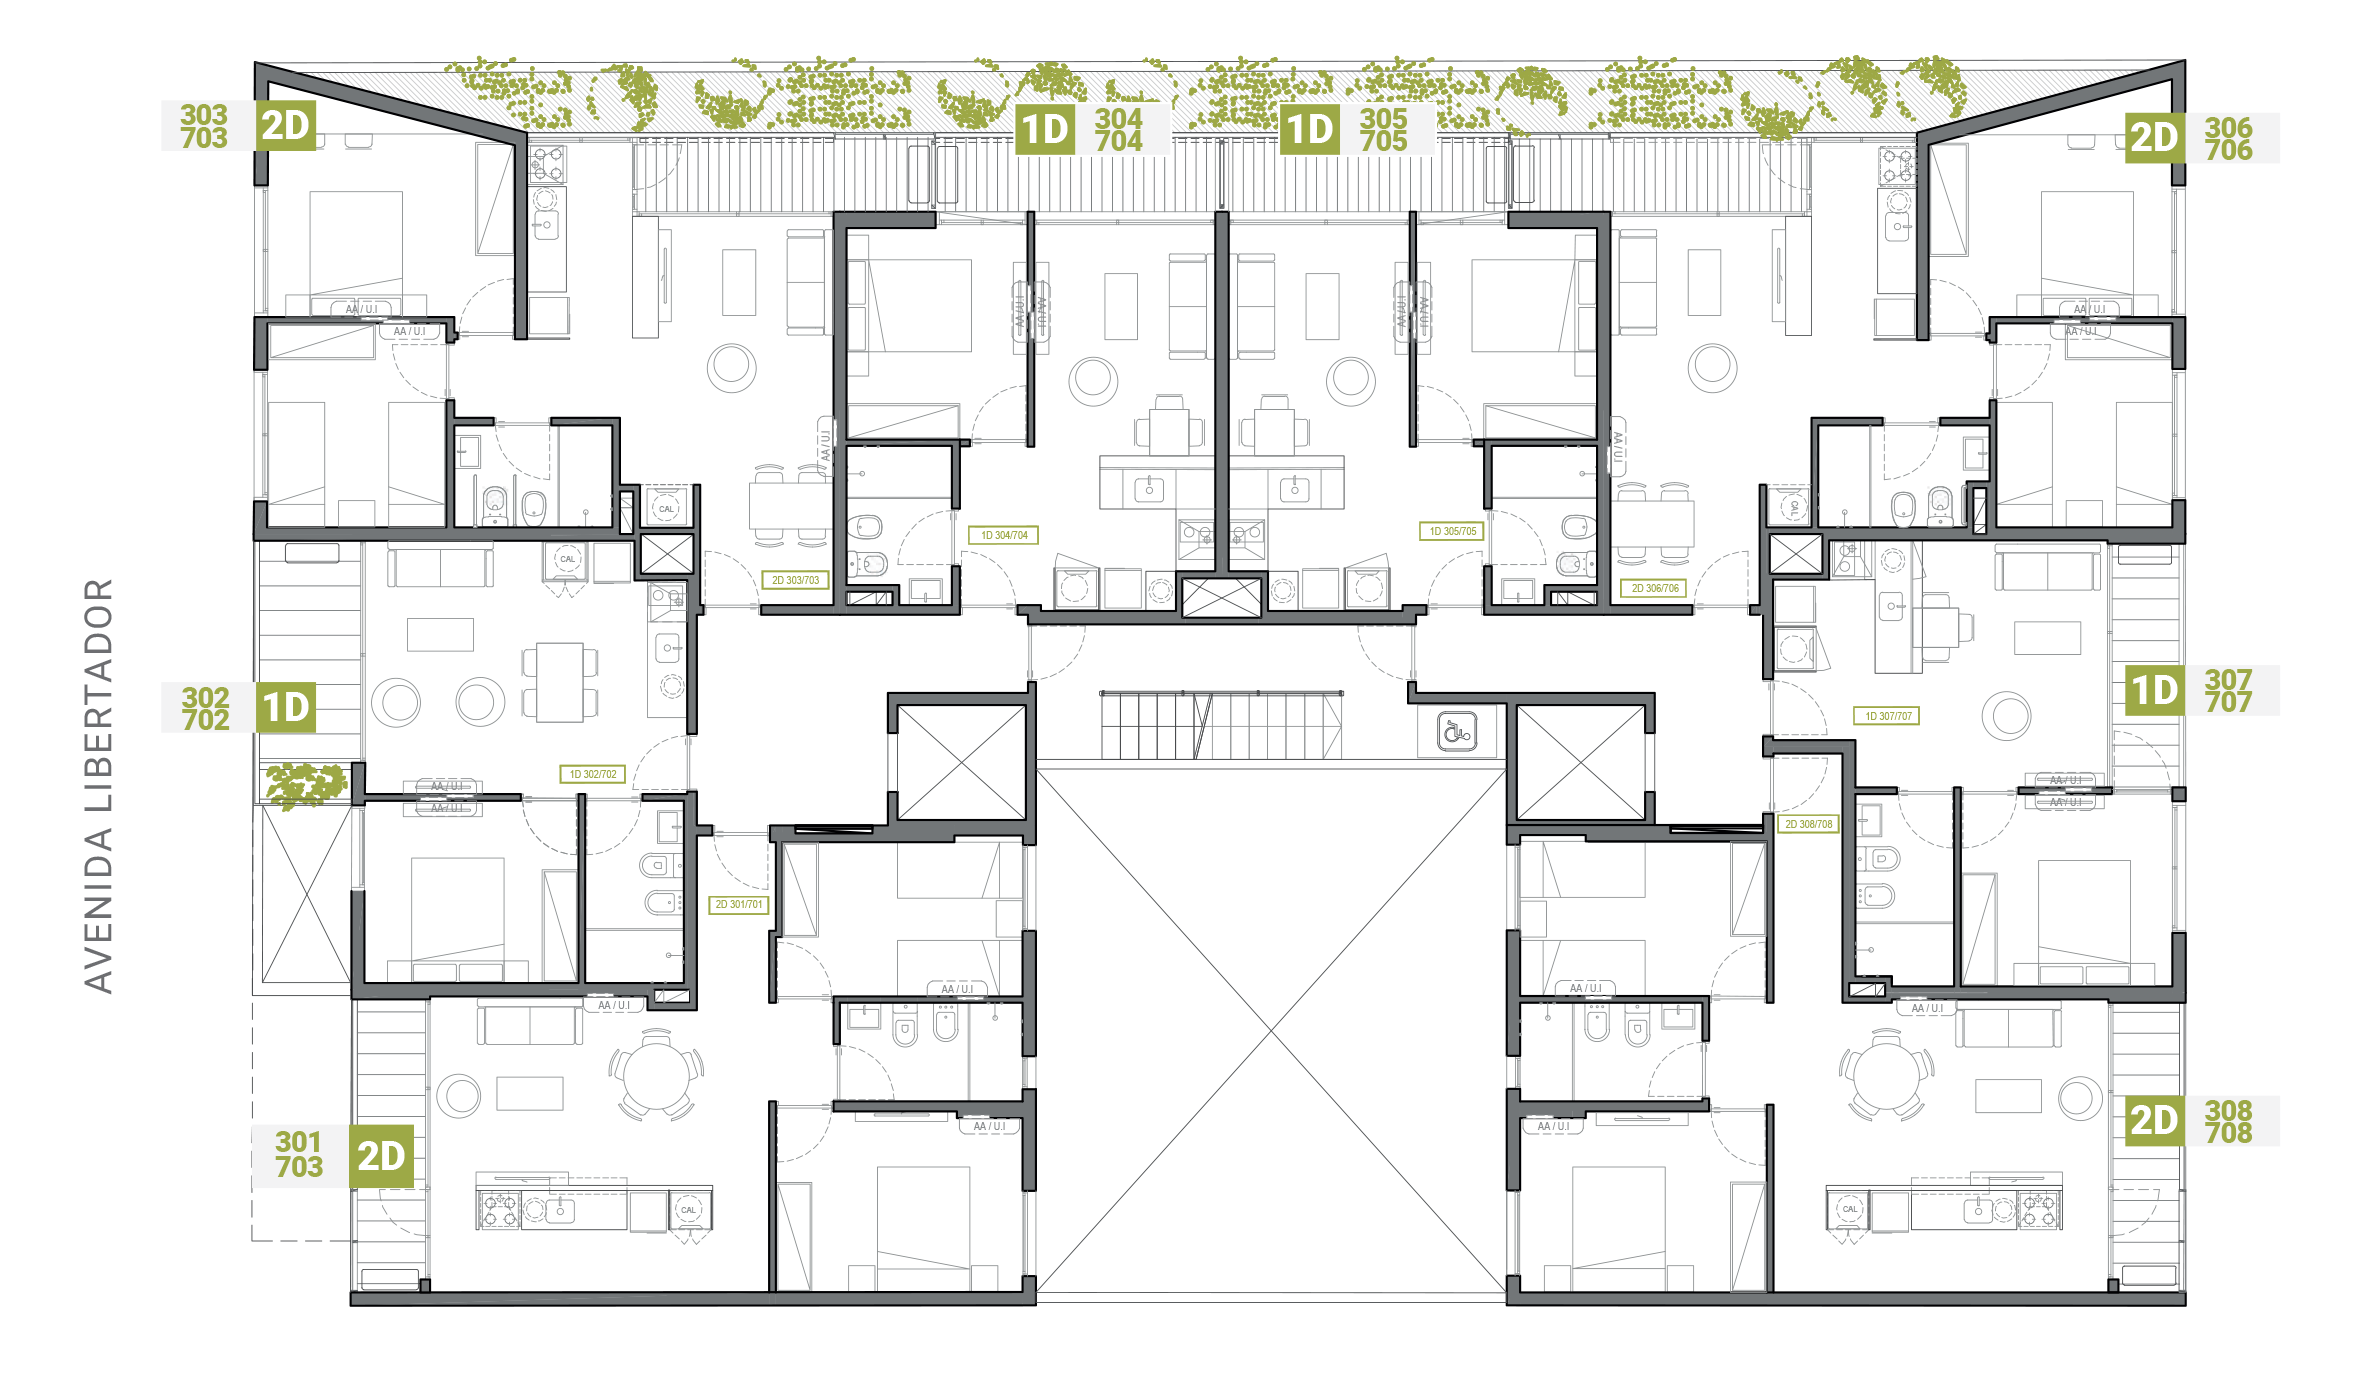 303
703
2D
1D
304
704
1D
305
705
2D
306
706
AA / U.I
AA / U.I
AA / U.I
AA / U.I
AA / U.I
AA / U.I
AA / U.I
AA / U.I
AA / U.I
AA / U.I
CAL
CAL
1D 304/704
1D 305/705
CAL
2D 303/703
2D 306/706
AVENIDA LIBERTADOR
302
702
1D
1D
307
707
1D 307/707
1D 302/702
AA / U.I
AA / U.I
AA / U.I
AA / U.I
2D 308/708
2D 301/701
AA / U.I
AA / U.I
AA / U.I
AA / U.I
301
703
2D
AA / U.I
AA / U.I
2D
308
708
CAL
CAL